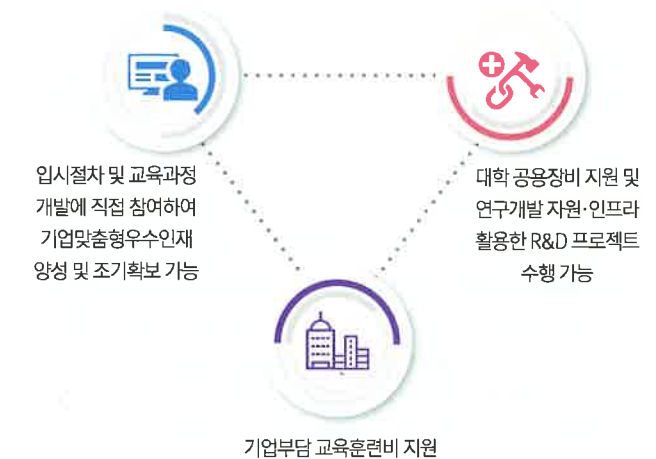 입시절차 및 교육과정
개발에 직접 참여하여
기업맞춤형우수인재
양성 및 조기확보 가능
대학 공용장비 지원 및
연구개발 자원·인프라
활용한 R&D 프로젝트
수행 가능
기업부담 교육훈련비 지원